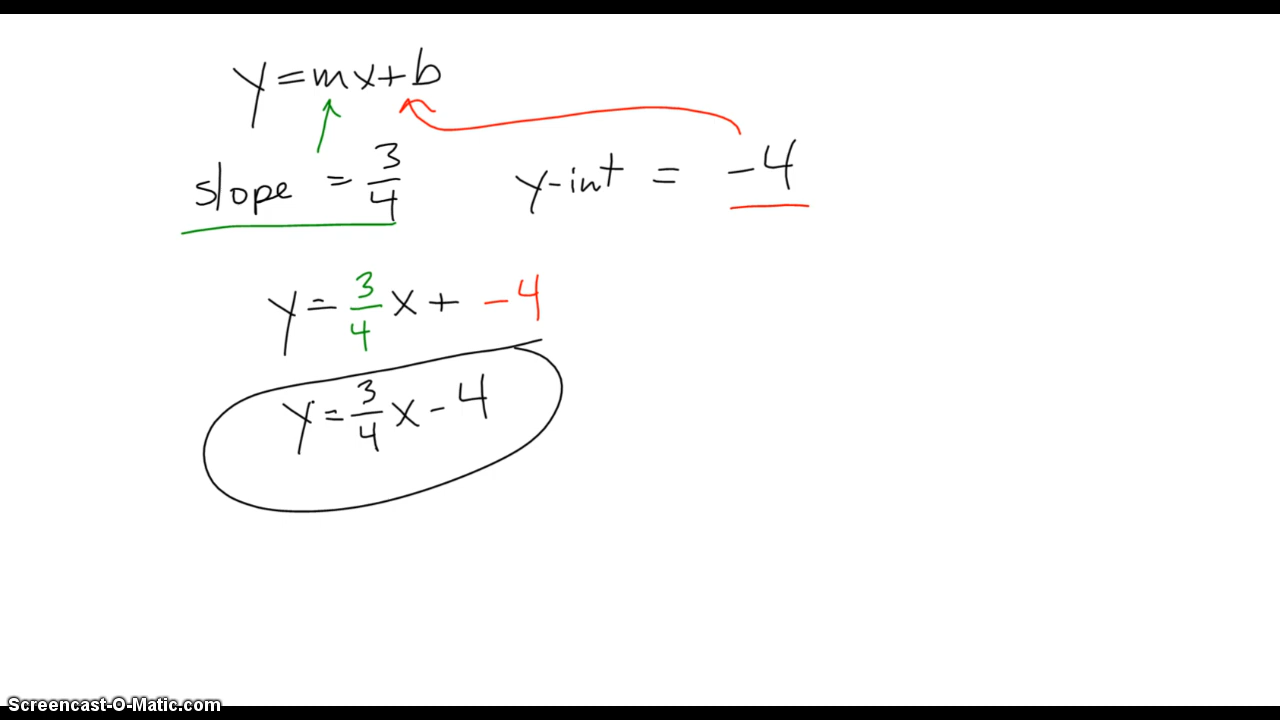 y = mx + b
slope = 3/4 y-int = -4
y = 3/4 x + -4
y = 3/4 x - 4
Screencast-O-Matic.com